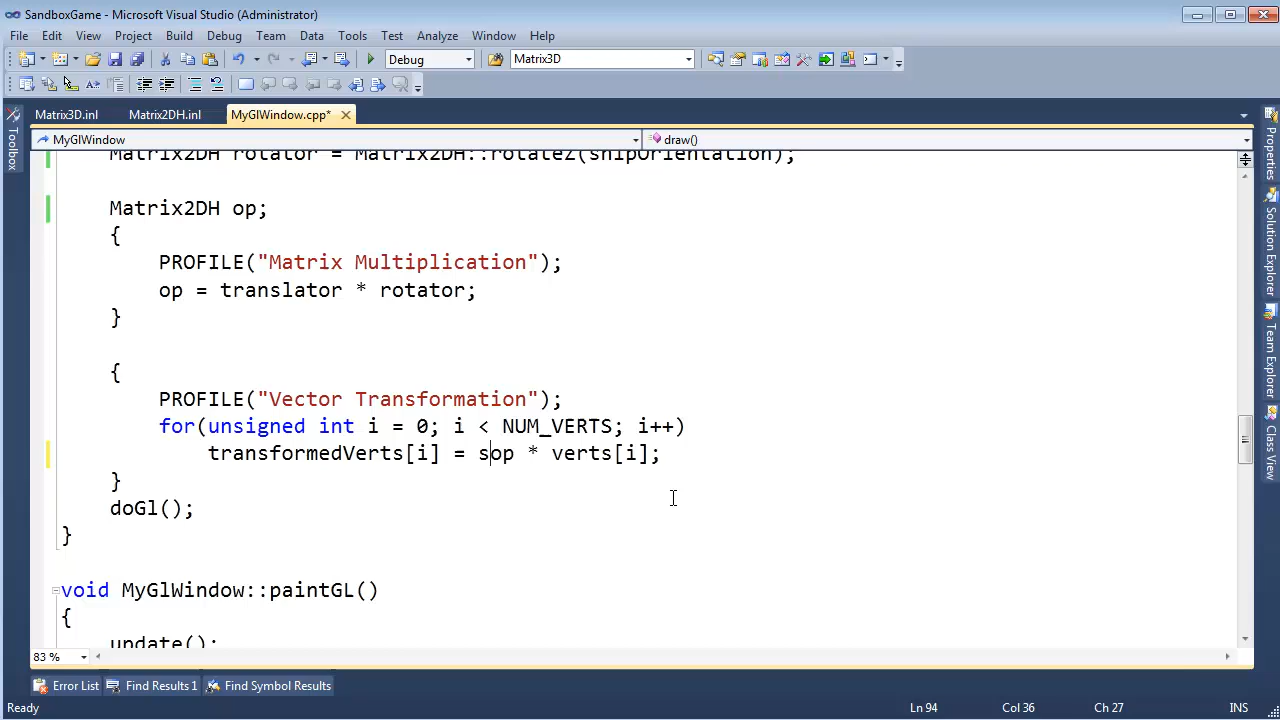 SandboxGame - Microsoft Visual Studio (Administrator)
File Edit View Project Build Debug Team Data Tools Test Analyze Window Help
Debug Matrix3D
Matrix3D.inl Matrix2DH.inl MyGlWindow.cpp*
MyGlWindow draw()
Matrix2DH rotator = Matrix2DH::rotateZ(shipOrientation);
Matrix2DH op;
{
PROFILE("Matrix Multiplication");
op = translator * rotator;
}
{
PROFILE("Vector Transformation");
for(unsigned int i = 0; i < NUM_VERTS; i++)
transformedVerts[i] = sop * verts[i];
}
doGl();
}
void MyGlWindow::paintGL()
{
update();
83 %
Error List Find Results 1 Find Symbol Results
Ready Ln 94 Col 36 Ch 27 INS
Toolbox
Properties
Solution Explorer
Team Explorer
Class View